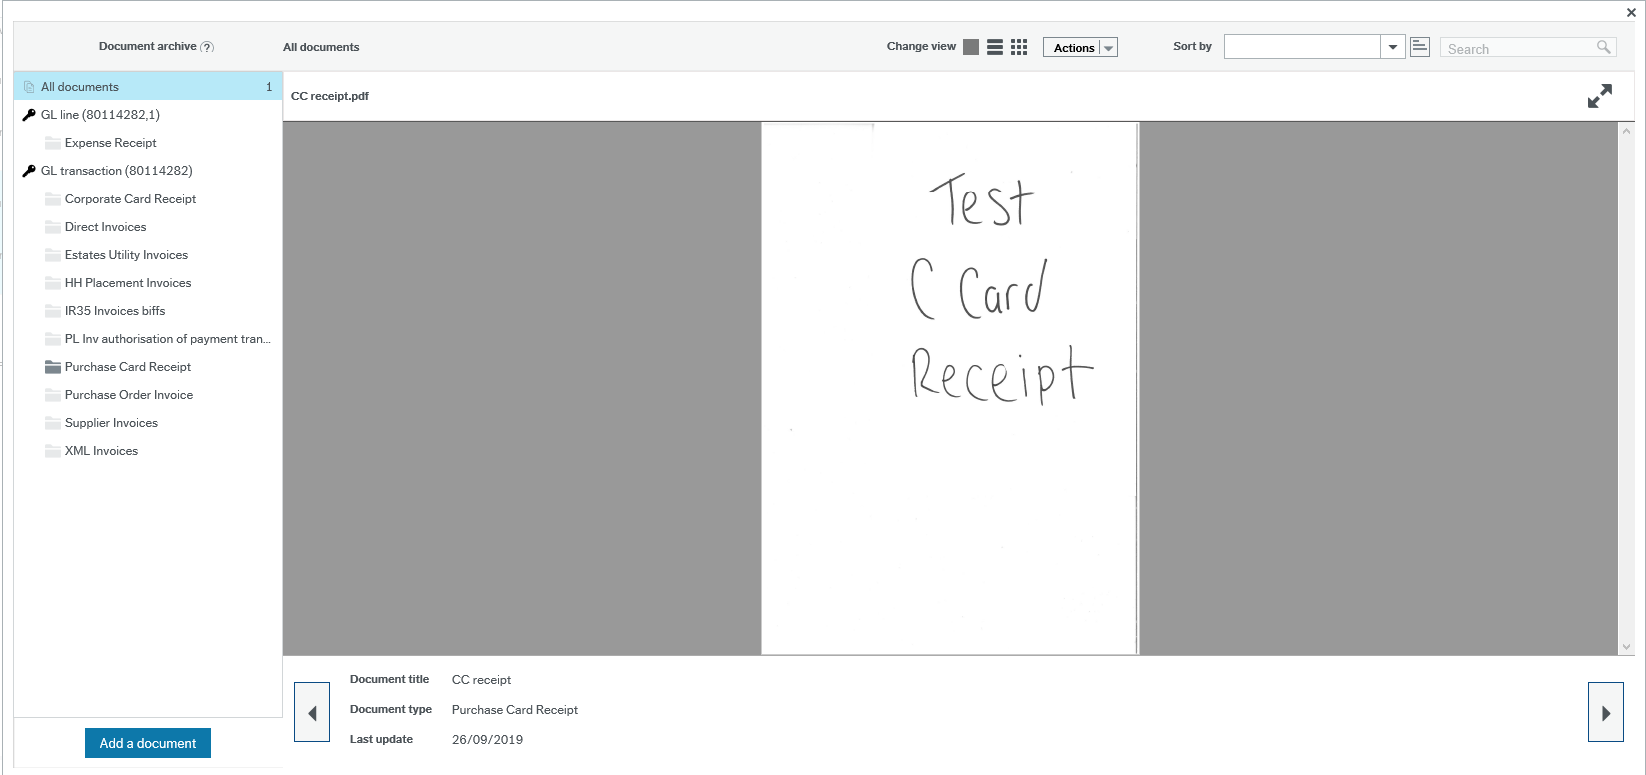 Document archive ?
All documents
Change view
Actions
Sort by
Search
All documents 1
GL line (80114282,1)
Expense Receipt
GL transaction (80114282)
Corporate Card Receipt
Direct Invoices
Estates Utility Invoices
HH Placement Invoices
IR35 Invoices biffs
PL Inv authorisation of payment tran...
Purchase Card Receipt
Purchase Order Invoice
Supplier Invoices
XML Invoices
Add a document
CC receipt.pdf
Test
C Card
Receipt
Document title CC receipt
Document type Purchase Card Receipt
Last update 26/09/2019